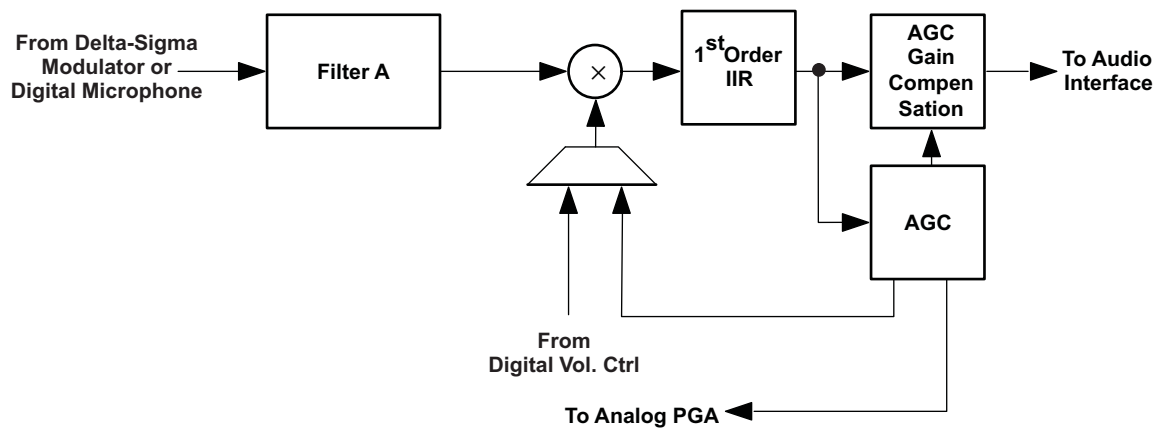 From Delta-Sigma
Modulator or
Digital Microphone
Filter A
×
1st Order
IIR
AGC
Gain
Compen
Sation
To Audio
Interface
AGC
From
Digital Vol. Ctrl
To Analog PGA